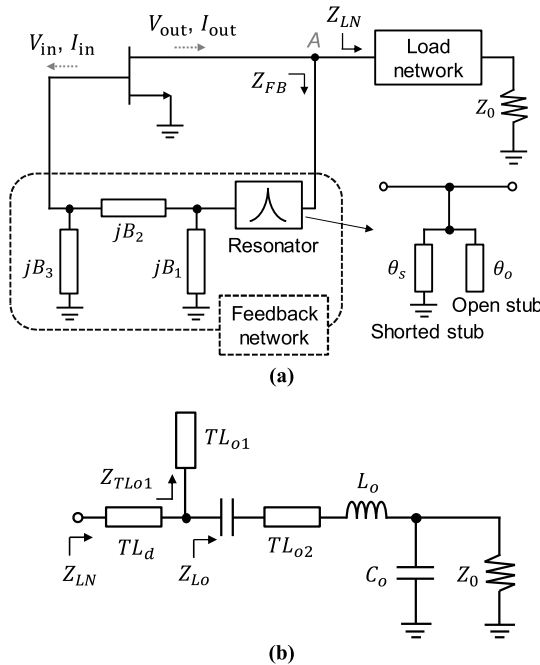 V_in, I_in
V_out, I_out
A
Z_LN
Load network
Z_FB
Z_0
jB_2
jB_3
jB_1
Resonator
θ_s
θ_o
Open stub
Shorted stub
Feedback network
(a)
TL_o1
Z_TLo1
L_o
Z_LN
TL_d
Z_Lo
TL_o2
C_o
Z_0
(b)